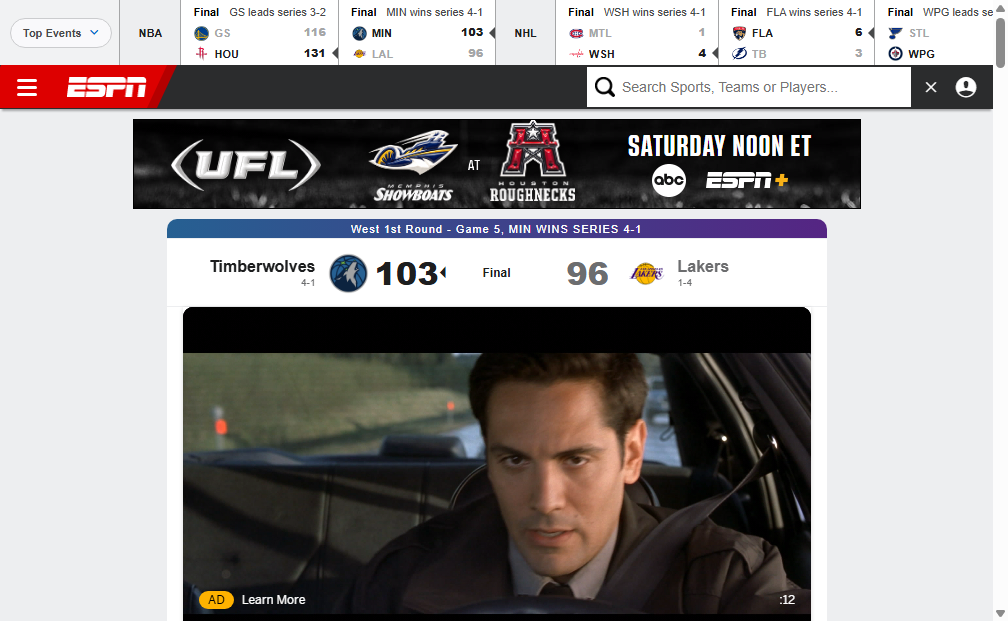 Top Events
NBA
Final GS leads series 3-2
GS 116
HOU 131
Final MIN wins series 4-1
MIN 103
LAL 96
NHL
Final WSH wins series 4-1
MTL 1
WSH 4
Final FLA wins series 4-1
FLA 6
TB 3
Final WPG leads se
STL
WPG
ESPN
Search Sports, Teams or Players...
UFL
MEMPHIS
SHOWBOATS
AT
HOUSTON
ROUGHNECKS
SATURDAY NOON ET
abc ESPN+
West 1st Round - Game 5, MIN WINS SERIES 4-1
Timberwolves
4-1
103
Final
96
LAKERS
Lakers
1-4
AD Learn More :12